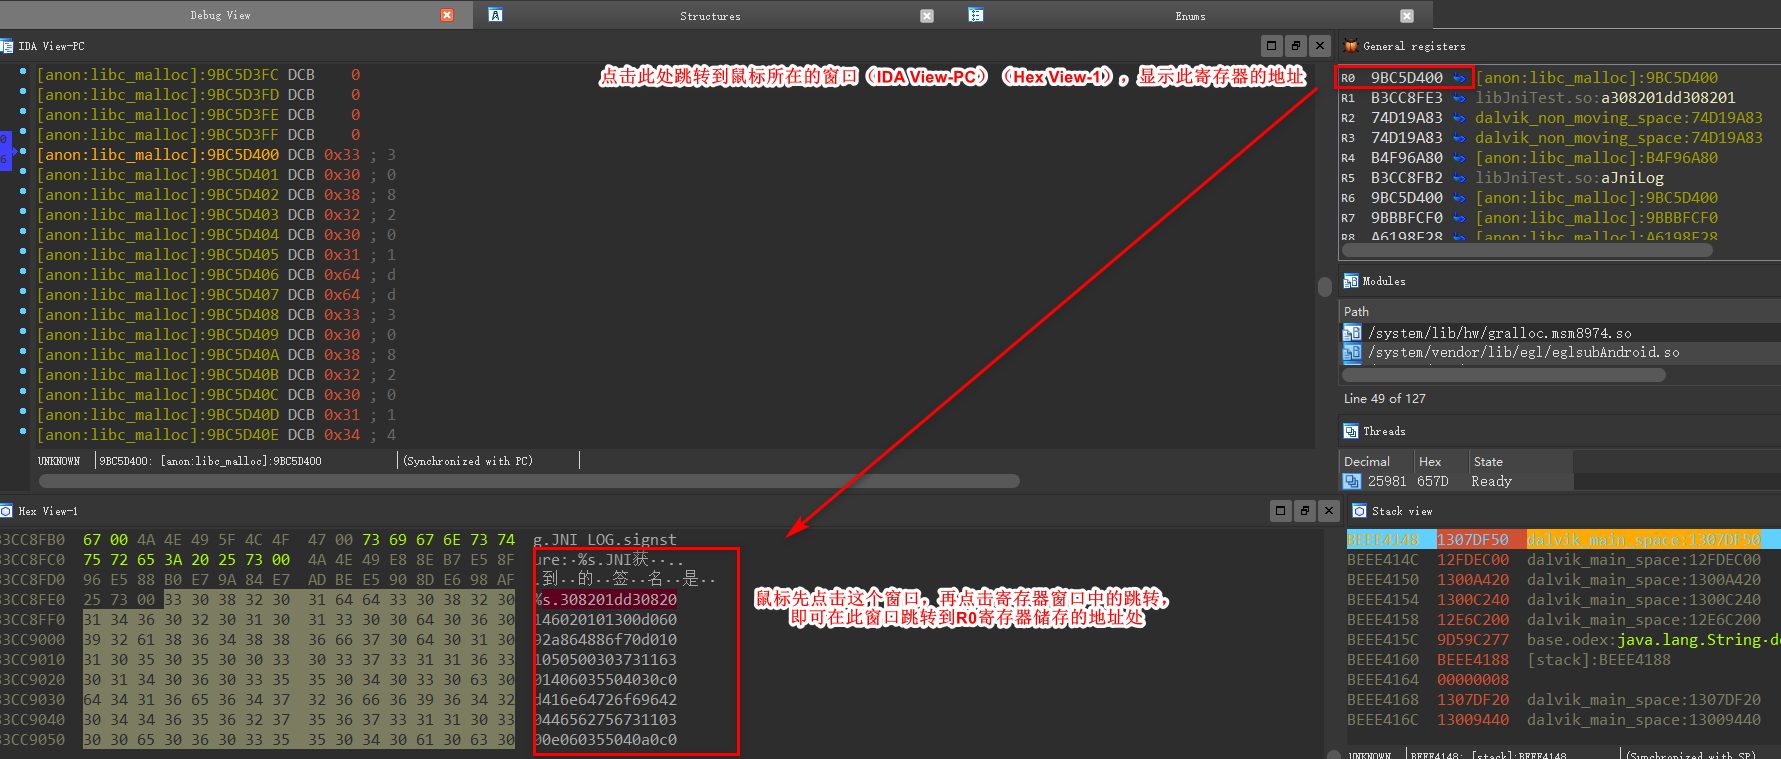 Debug View
Structures
Enums
IDA View-PC
[anon:libc_malloc]:9BC5D3FC DCB    0
[anon:libc_malloc]:9BC5D3FD DCB    0
[anon:libc_malloc]:9BC5D3FE DCB    0
[anon:libc_malloc]:9BC5D3FF DCB    0
[anon:libc_malloc]:9BC5D400 DCB 0x33 ; 3
[anon:libc_malloc]:9BC5D401 DCB 0x30 ; 0
[anon:libc_malloc]:9BC5D402 DCB 0x38 ; 8
[anon:libc_malloc]:9BC5D403 DCB 0x32 ; 2
[anon:libc_malloc]:9BC5D404 DCB 0x30 ; 0
[anon:libc_malloc]:9BC5D405 DCB 0x31 ; 1
[anon:libc_malloc]:9BC5D406 DCB 0x64 ; d
[anon:libc_malloc]:9BC5D407 DCB 0x64 ; d
[anon:libc_malloc]:9BC5D408 DCB 0x33 ; 3
[anon:libc_malloc]:9BC5D409 DCB 0x30 ; 0
[anon:libc_malloc]:9BC5D40A DCB 0x38 ; 8
[anon:libc_malloc]:9BC5D40B DCB 0x32 ; 2
[anon:libc_malloc]:9BC5D40C DCB 0x30 ; 0
[anon:libc_malloc]:9BC5D40D DCB 0x31 ; 1
[anon:libc_malloc]:9BC5D40E DCB 0x34 ; 4
UNKNOWN 9BC5D400: [anon:libc_malloc]:9BC5D400 (Synchronized with PC)
点击此处跳转到鼠标所在的窗口（IDA View-PC）（Hex View-1），显示此寄存器的地址
General registers
R0 9BC5D400 [anon:libc_malloc]:9BC5D400
R1 B3CC8FE3 libJniTest.so:a308201dd308201
R2 74D19A83 dalvik_non_moving_space:74D19A83
R3 74D19A83 dalvik_non_moving_space:74D19A83
R4 B4F96A80 [anon:libc_malloc]:B4F96A80
R5 B3CC8FB2 libJniTest.so:aJniLog
R6 9BC5D400 [anon:libc_malloc]:9BC5D400
R7 9BBBFCF0 [anon:libc_malloc]:9BBBFCF0
R8 A6198F28 [anon:libc_malloc]:A6198F28
Modules
Path
/system/lib/hw/gralloc.msm8974.so
/system/vendor/lib/egl/eglsubAndroid.so
Line 49 of 127
Threads
Decimal Hex State
25981 657D Ready
Hex View-1
B3CC8FB0 67 00 4A 4E 49 5F 4C 4F 47 00 73 69 67 6E 73 74 g.JNI_LOG.signst
B3CC8FC0 75 72 65 3A 20 25 73 00 4A 4E 49 E8 8E B7 E5 8F ure:·%s.JNI获··..
B3CC8FD0 96 E5 88 B0 E7 9A 84 E7 AD BE E5 90 8D E6 98 AF .到··的··签··名··是··
B3CC8FE0 25 73 00 33 30 38 32 30 31 64 64 33 30 38 32 30 %s.308201dd30820
B3CC8FF0 31 34 36 30 32 30 31 30 31 33 30 30 64 30 36 30 146020101300d060
B3CC9000 39 32 61 38 36 34 38 38 36 66 37 30 64 30 31 30 92a864886f70d010
B3CC9010 31 30 35 30 35 30 30 33 30 33 37 33 31 31 36 33 1050500303731163
B3CC9020 30 31 34 30 36 30 33 35 35 30 34 30 33 30 63 30 01406035504030c0
B3CC9030 64 34 31 36 65 36 34 37 32 36 66 36 39 36 34 32 d416e64726f69642
B3CC9040 30 34 34 36 35 36 32 37 35 36 37 33 31 31 30 33 0446562756731103
B3CC9050 30 30 65 30 36 30 33 35 35 30 34 30 61 30 63 30 00e060355040a0c0
鼠标先点击这个窗口，再点击寄存器窗口中的跳转，
即可在此窗口跳转到R0寄存器储存的地址处
Stack view
BEEE4148 1307DF50 dalvik_main_space:1307DF50
BEEE414C 12FDEC00 dalvik_main_space:12FDEC00
BEEE4150 1300A420 dalvik_main_space:1300A420
BEEE4154 1300C240 dalvik_main_space:1300C240
BEEE4158 12E6C200 dalvik_main_space:12E6C200
BEEE415C 9D59C277 base.odex:java.lang.String·d
BEEE4160 BEEE4188 [stack]:BEEE4188
BEEE4164 00000008
BEEE4168 1307DF20 dalvik_main_space:1307DF20
BEEE416C 13009440 dalvik_main_space:13009440
UNKNOWN BEEE4148: [stack]:BEEE4148 (Synchronized with SP)